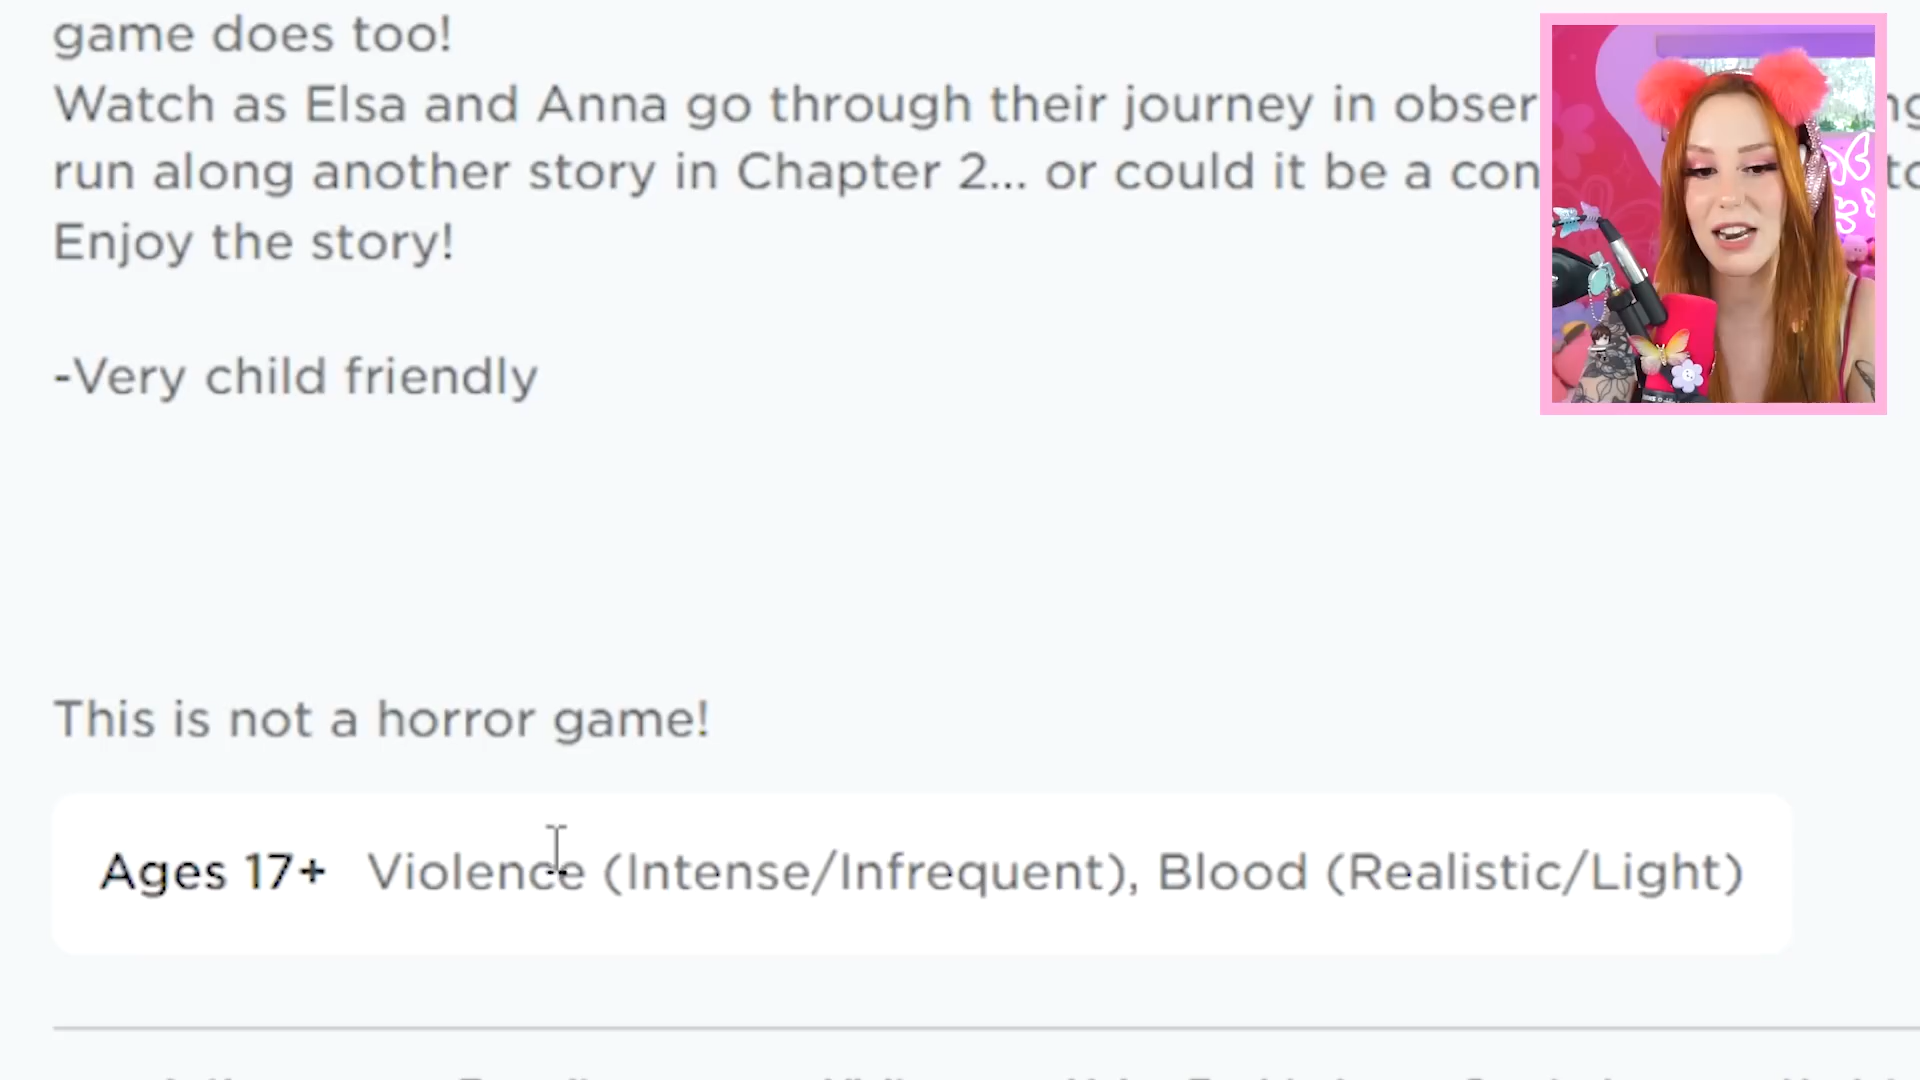 game does too!
Watch as Elsa and Anna go through their journey in obser
run along another story in Chapter 2... or could it be a con
Enjoy the story!
-Very child friendly
This is not a horror game!
Ages 17+ Violence (Intense/Infrequent), Blood (Realistic/Light)